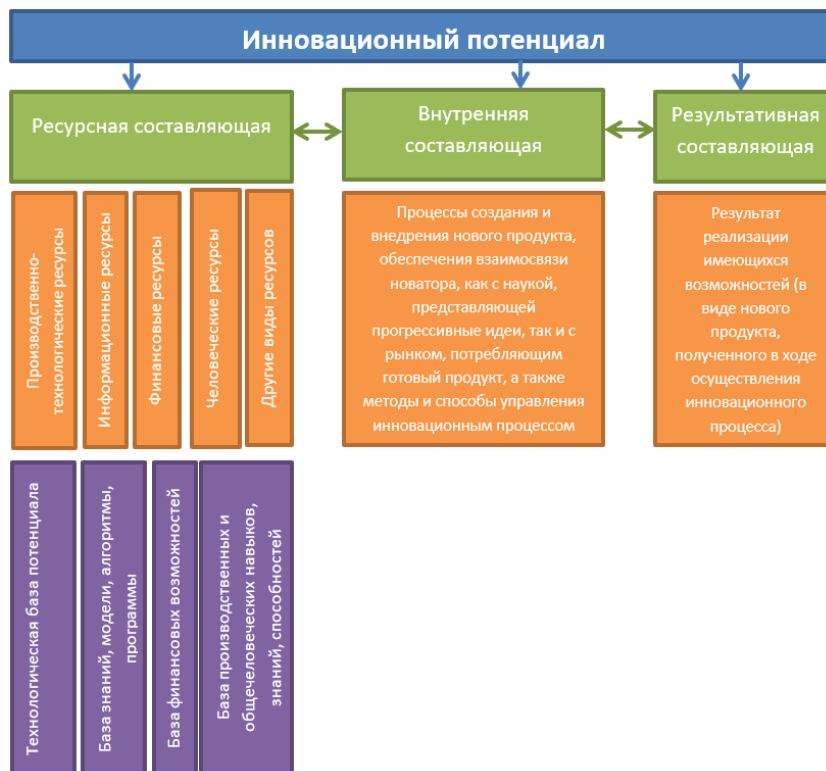 Инновационный потенциал
Ресурсная составляющая
Внутренняя
составляющая
Результативная
составляющая
Производственно-
технологические ресурсы
Информационные ресурсы
Финансовые ресурсы
Человеческие ресурсы
Другие виды ресурсов
Процессы создания и
внедрения нового продукта,
обеспечения взаимосвязи
новатора, как с наукой,
представляющей
прогрессивные идеи, так и с
рынком, потребляющим
готовый продукт, а также
методы и способы управления
инновационным процессом
Результат
реализации
имеющихся
возможностей (в
виде нового
продукта,
полученного в ходе
осуществления
инновационного
процесса)
Технологическая база потенциала
База знаний, модели, алгоритмы,
программы
База финансовых возможностей
База производственных и
общечеловеческих навыков,
знаний, способностей